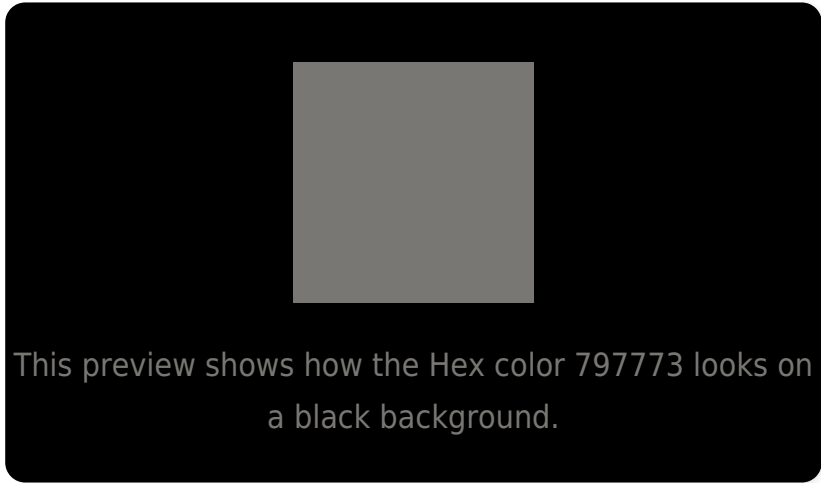 This preview shows how the Hex color 797773 looks on
a black background.